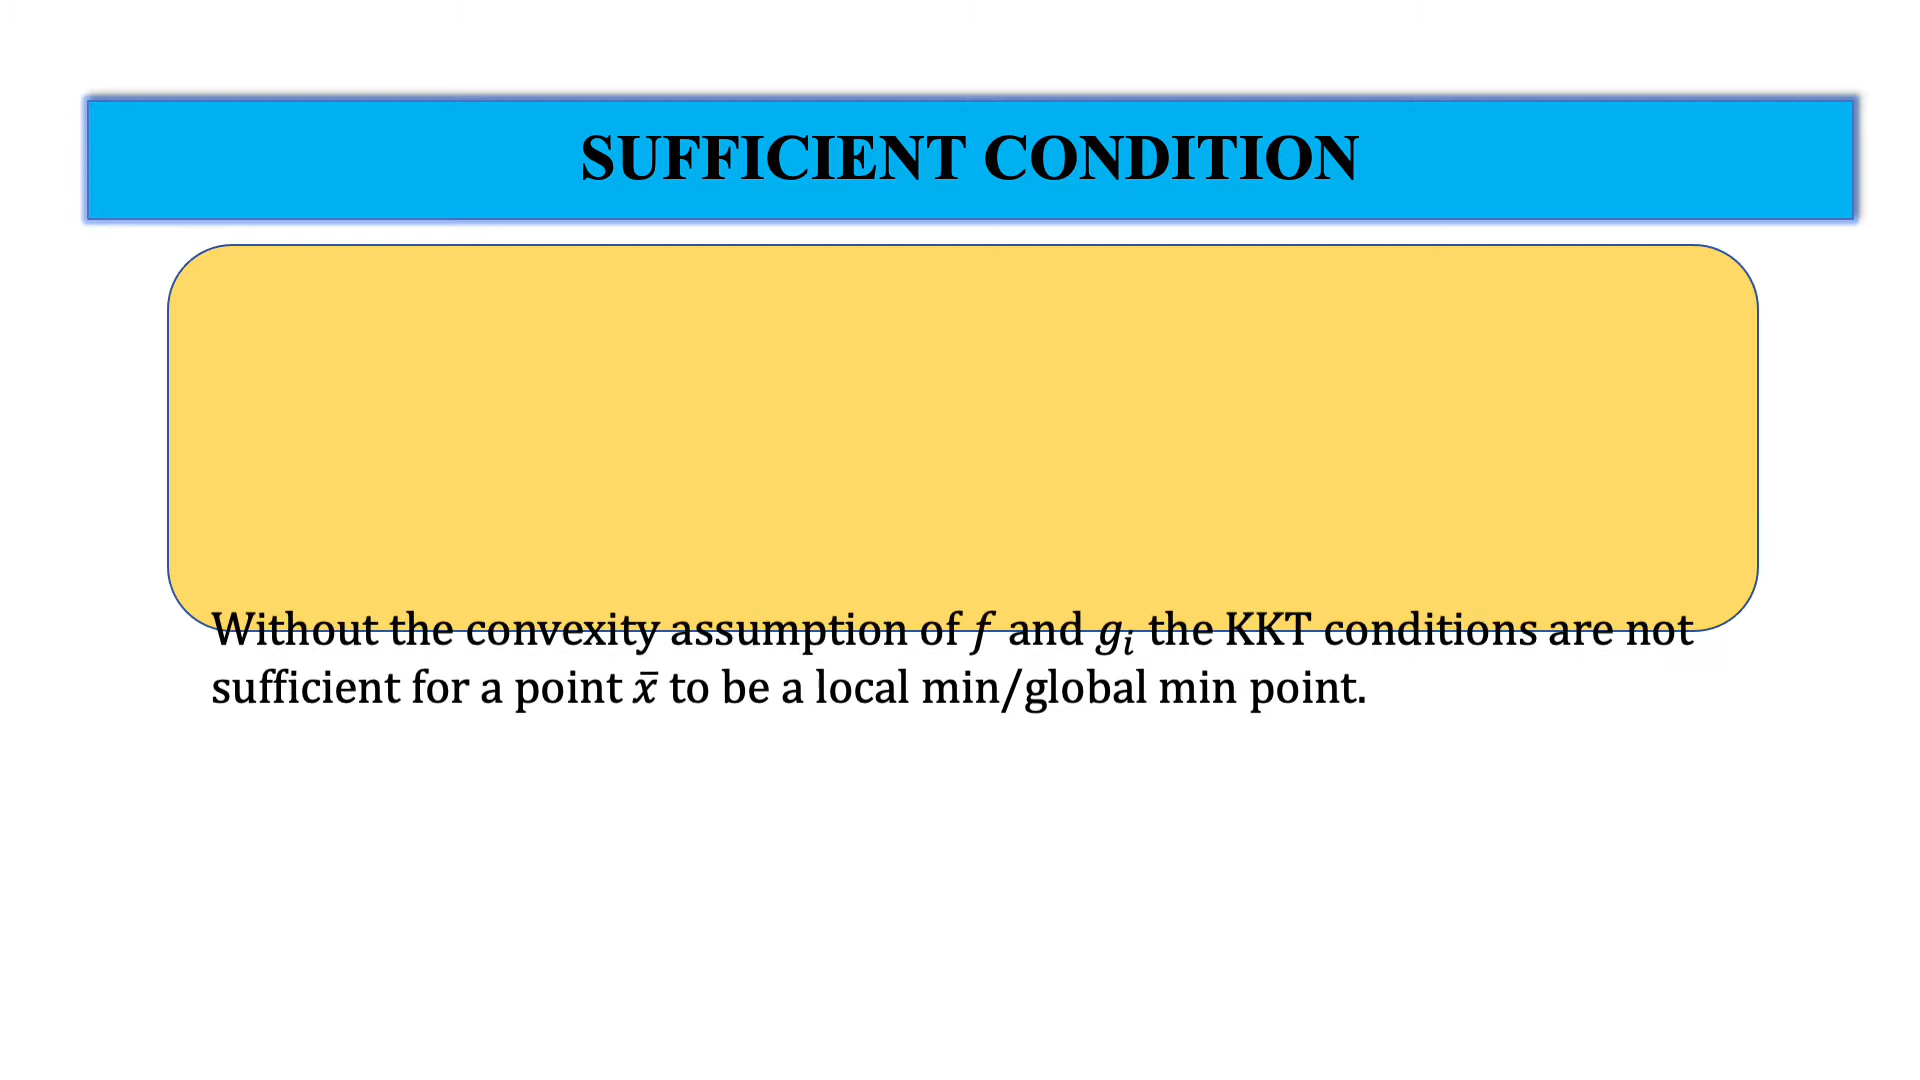 SUFFICIENT CONDITION
Without the convexity assumption of 𝑓 and 𝑔ᵢ the KKT conditions are not
sufficient for a point x̄ to be a local min/global min point.